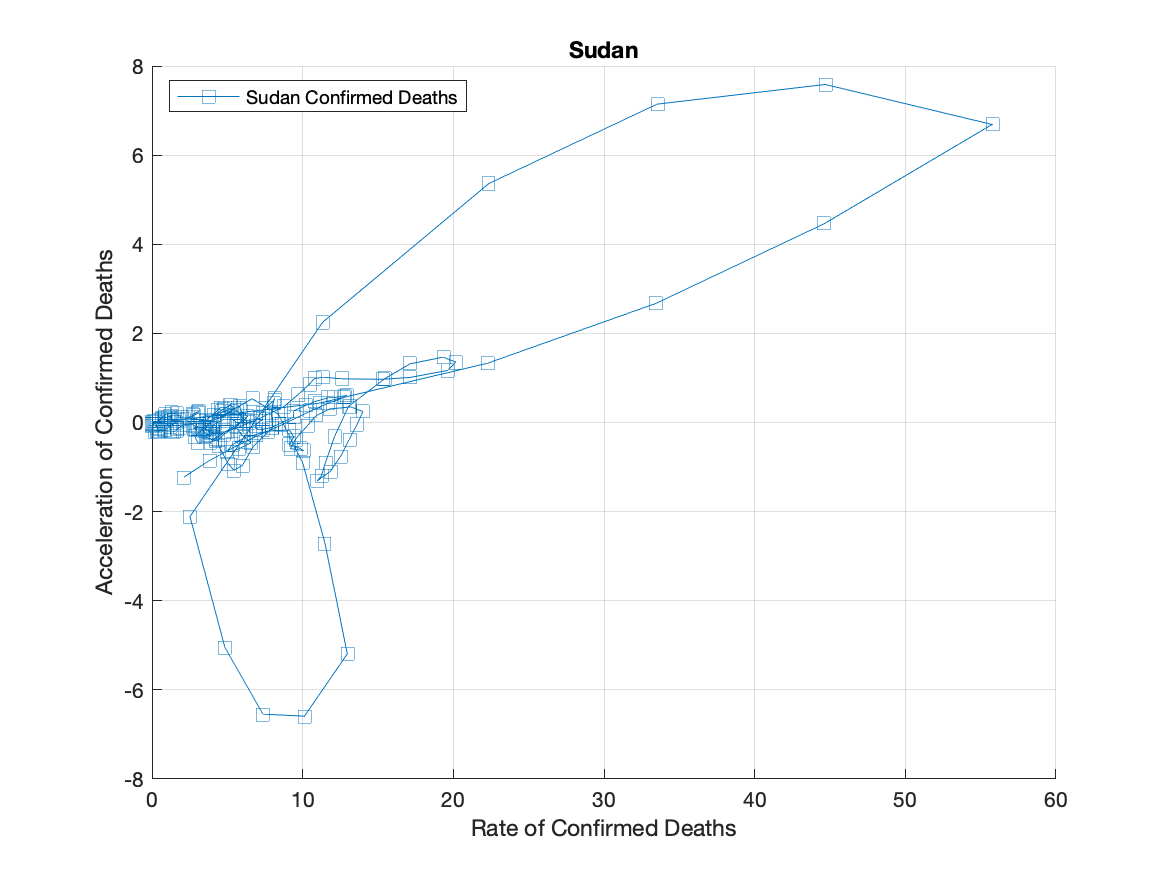 Sudan
Sudan Confirmed Deaths
8
6
4
2
0
-2
-4
-6
-8
Acceleration of Confirmed Deaths
0 10 20 30 40 50 60
Rate of Confirmed Deaths